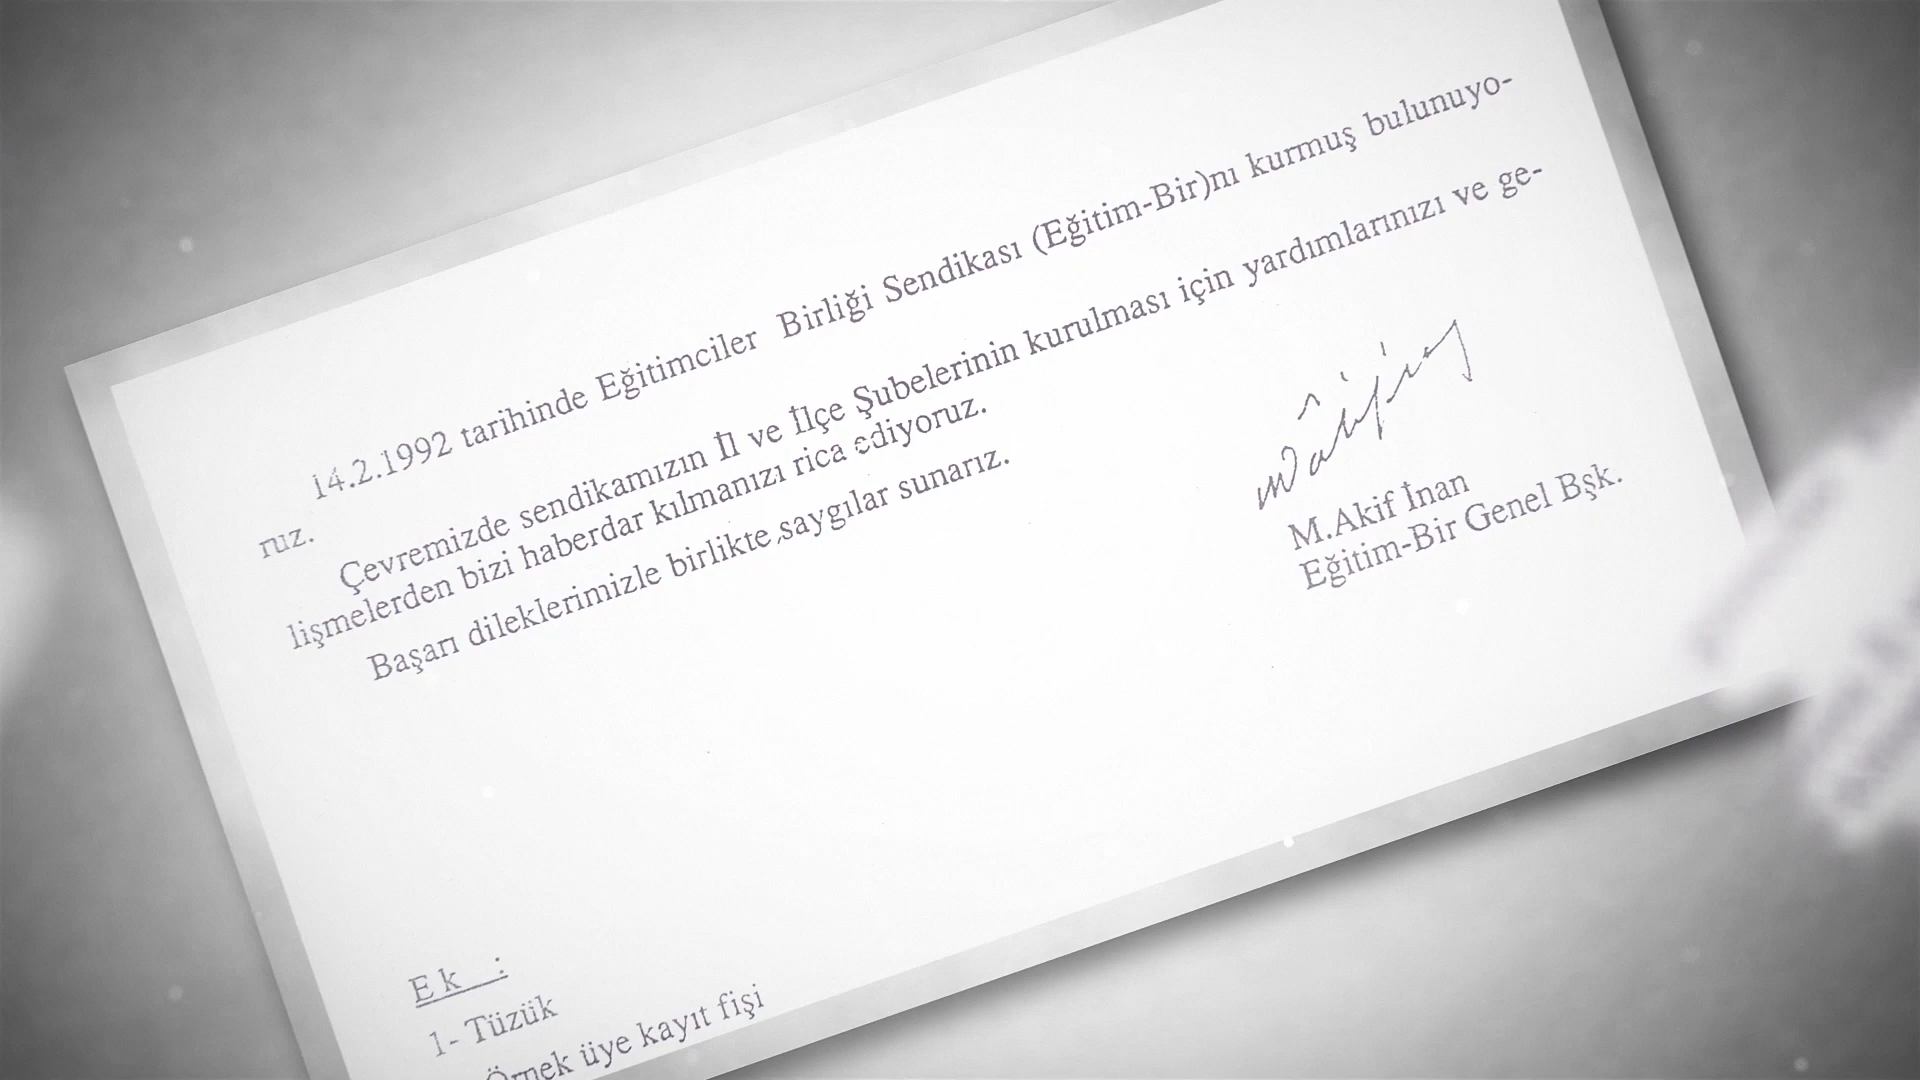 14.2.1992 tarihinde Eğitimciler Birliği Sendikası (Eğitim-Bir)nı kurmuş bulunuyo-
ruz.
Çevremizde sendikamızın İl ve İlçe Şubelerinin kurulması için yardımlarınızı ve ge-
lişmelerden bizi haberdar kılmanızı rica ediyoruz.
Başarı dileklerimizle birlikte,saygılar sunarız.
M.Akif İnan
Eğitim-Bir Genel Bşk.
Ek :
1- Tüzük
Örnek üye kayıt fişi